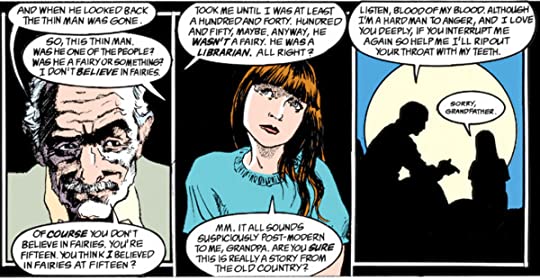 AND WHEN HE LOOKED BACK
THE THIN MAN WAS GONE.
SO, THIS THIN MAN.
WAS HE ONE OF THE PEOPLE?
WAS HE A FAIRY OR SOMETHING?
I DON'T BELIEVE IN FAIRIES.
OF COURSE YOU DON'T
BELIEVE IN FAIRIES. YOU'RE
FIFTEEN. YOU THINK I BELIEVED
IN FAIRIES AT FIFTEEN?
TOOK ME UNTIL I WAS AT LEAST
A HUNDRED AND FORTY. HUNDRED
AND FIFTY, MAYBE. ANYWAY, HE
WASN'T A FAIRY. HE WAS A
LIBRARIAN. ALL RIGHT?
MM. IT ALL SOUNDS
SUSPICIOUSLY POST-MODERN
TO ME, GRANDPA. ARE YOU SURE
THIS IS REALLY A STORY FROM
THE OLD COUNTRY?
LISTEN, BLOOD OF MY BLOOD. ALTHOUGH
I'M A HARD MAN TO ANGER, AND I LOVE
YOU DEEPLY, IF YOU INTERRUPT ME
AGAIN SO HELP ME I'LL RIP OUT
YOUR THROAT WITH MY TEETH.
SORRY,
GRANDFATHER.